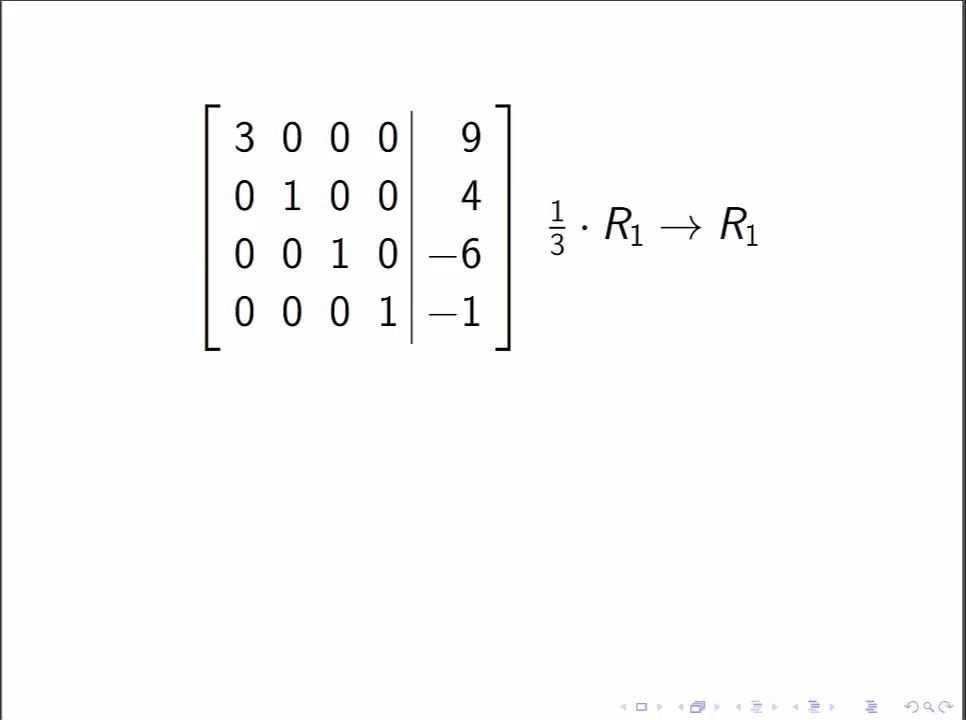 3 0 0 0 | 9
0 1 0 0 | 4
0 0 1 0 | −6
0 0 0 1 | −1
1/3 · R₁ → R₁